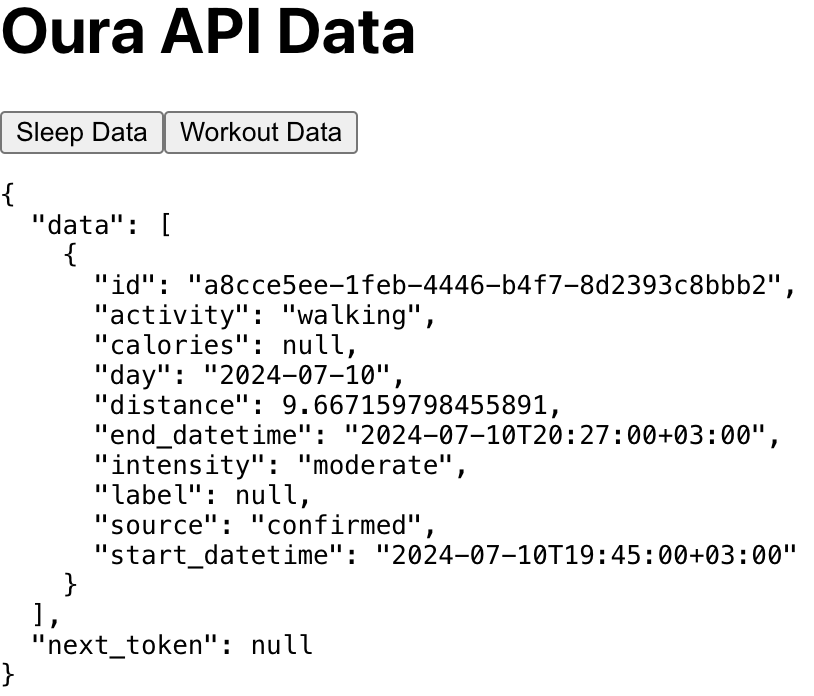 Oura API Data
Sleep Data Workout Data
{
  "data": [
    {
      "id": "a8cce5ee-1feb-4446-b4f7-8d2393c8bbb2",
      "activity": "walking",
      "calories": null,
      "day": "2024-07-10",
      "distance": 9.667159798455891,
      "end_datetime": "2024-07-10T20:27:00+03:00",
      "intensity": "moderate",
      "label": null,
      "source": "confirmed",
      "start_datetime": "2024-07-10T19:45:00+03:00"
    }
  ],
  "next_token": null
}